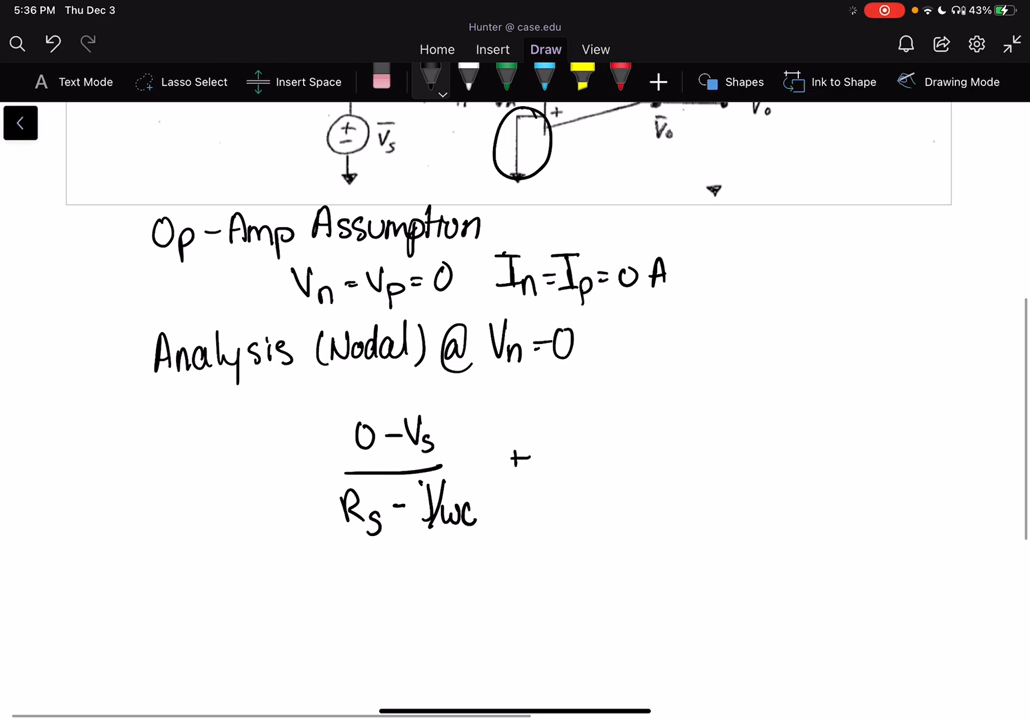 5:36 PM Thu Dec 3
43%
Hunter @ case.edu
Home Insert Draw View
Text Mode Lasso Select Insert Space Shapes Ink to Shape Drawing Mode
+
V̅s V̅o Vo
Op-Amp Assumption
Vn = Vp = 0 In = Ip = 0 A
Analysis (Nodal) @ Vn = 0
0 - Vs
+
Rs - j/wc